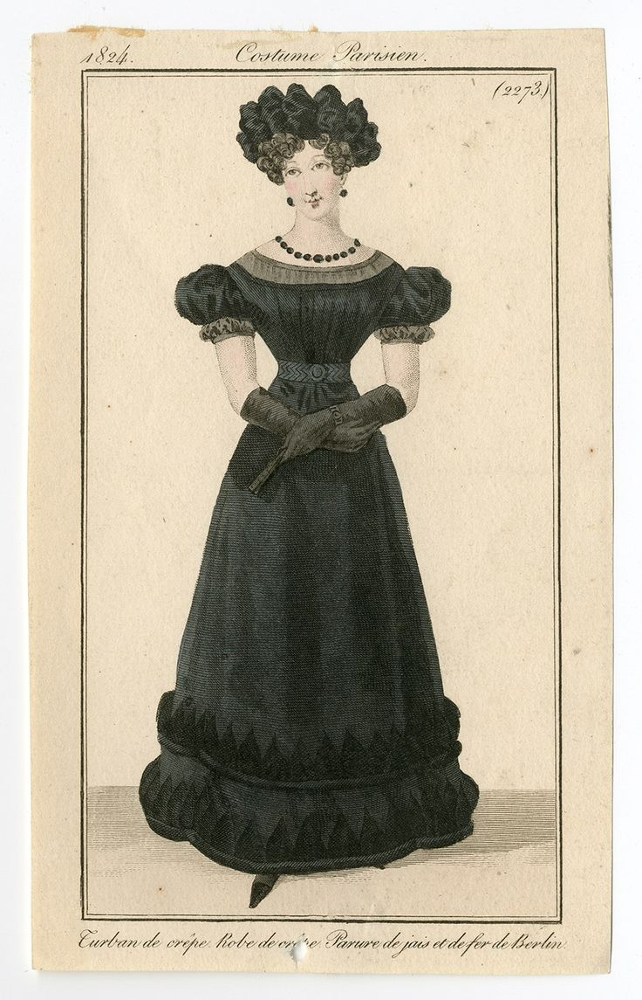 1824. Costume Parisien.
(2273.)
Turban de crêpe. Robe de crêpe. Parure de jais et de fer de Berlin.